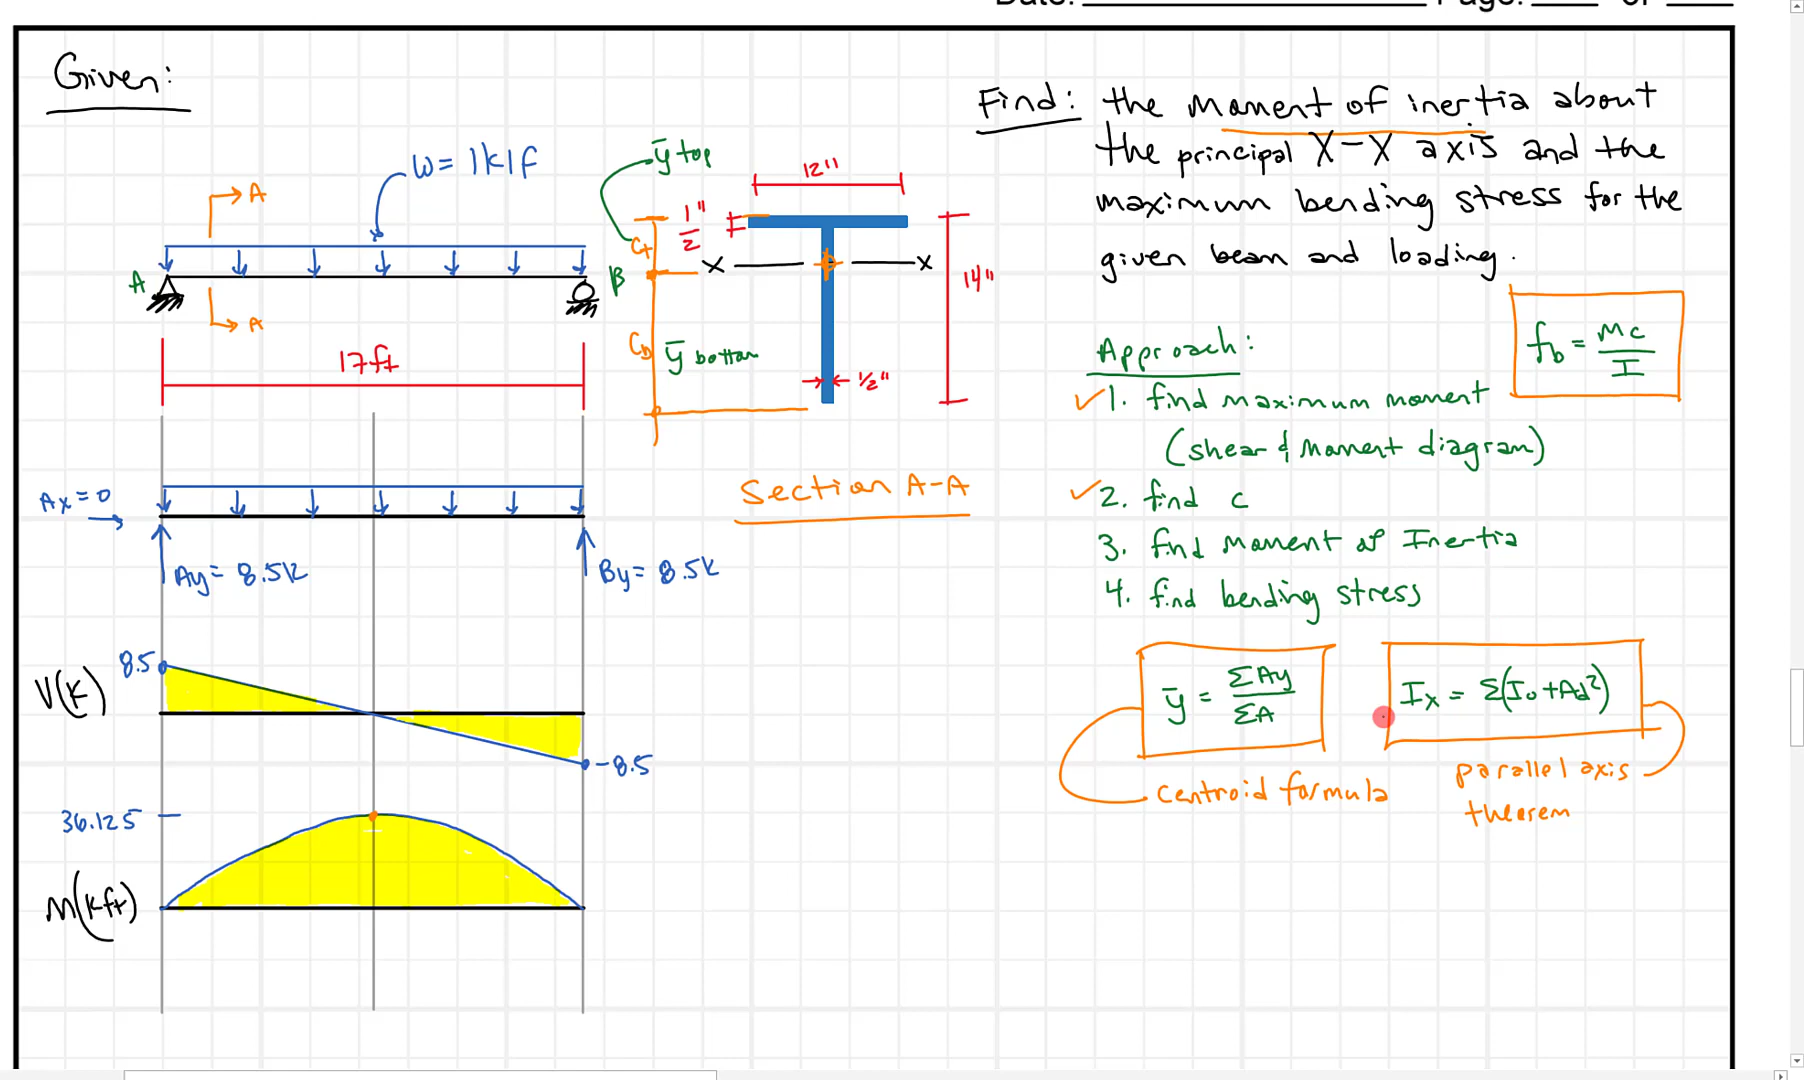 Date: Page: of
Given:
Find: the moment of inertia about
the principal X-X axis and the
maximum bending stress for the
given beam and loading.
w = 1klf
A
A
A
B
17ft
ȳ top
12"
1"
2
Ct
X
X
14"
Cb
ȳ bottom
1/2"
Section A-A
fb = Mc
I
Approach:
✓1. find maximum moment
(shear & moment diagram)
✓2. find c
3. find moment of Inertia
4. find bending stress
Ax = 0
Ay = 8.5k
By = 8.5k
ȳ = ΣAy
ΣA
Ix = Σ(Io+Ad²)
centroid formula
parallel axis
theorem
8.5
V(k)
-8.5
36.125
M(kft)